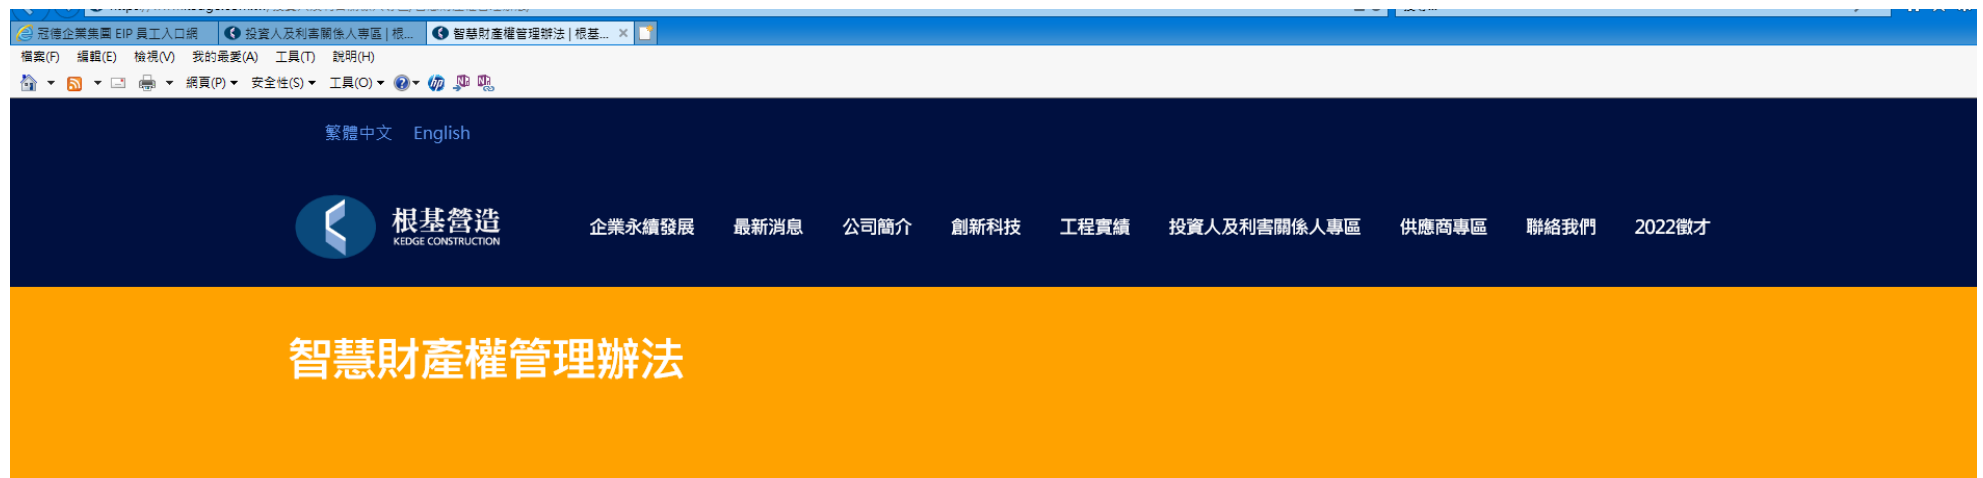 冠德企業集團 EIP 員工入口網 投資人及利害關係人專區 | 根... 智慧財產權管理辦法 | 根基...
檔案(F) 編輯(E) 檢視(V) 我的最愛(A) 工具(T) 說明(H)
網頁(P) 安全性(S) 工具(O)
繁體中文 English
根基營造
KEDGE CONSTRUCTION
企業永續發展 最新消息 公司簡介 創新科技 工程實績 投資人及利害關係人專區 供應商專區 聯絡我們 2022徵才
智慧財產權管理辦法